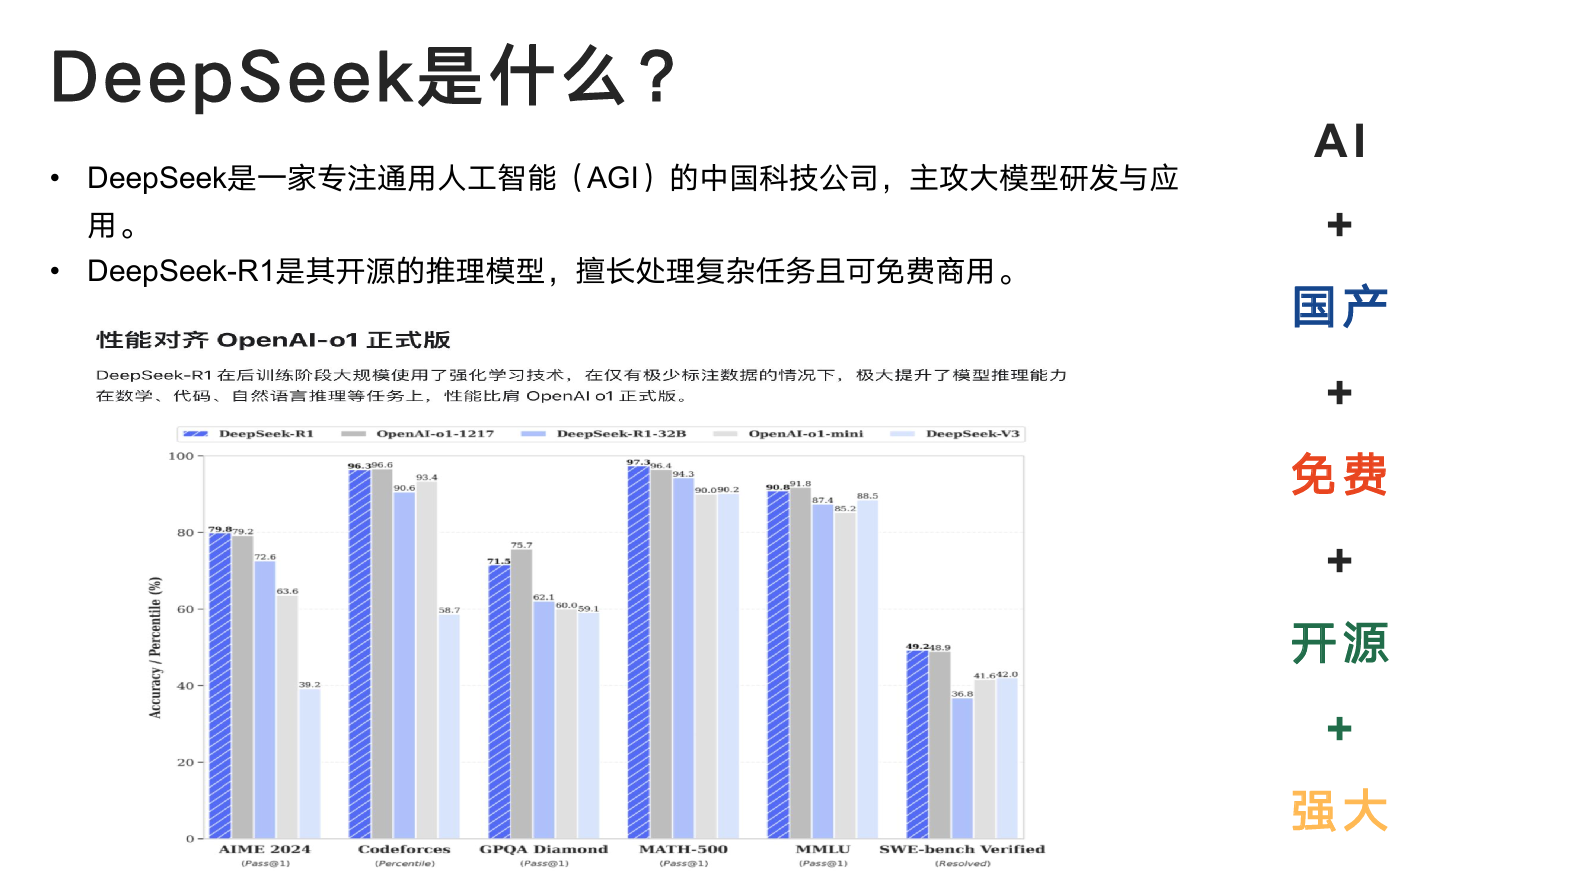 DeepSeek是什么？
• DeepSeek是一家专注通用人工智能（AGI）的中国科技公司，主攻大模型研发与应
用。
• DeepSeek-R1是其开源的推理模型，擅长处理复杂任务且可免费商用。
性能对齐 OpenAI-o1 正式版
DeepSeek-R1 在后训练阶段大规模使用了强化学习技术，在仅有极少标注数据的情况下，极大提升了模型推理能力
在数学、代码、自然语言推理等任务上，性能比肩 OpenAI o1 正式版。
DeepSeek-R1 OpenAI-o1-1217 DeepSeek-R1-32B OpenAI-o1-mini DeepSeek-V3
Accuracy / Percentile (%)
100
80
60
40
20
0
79.8 79.2 72.6 63.6 39.2
96.3 96.6 90.6 93.4 58.7
71.5 75.7 62.1 60.0 59.1
97.3 96.4 94.3 90.0 90.2
90.8 91.8 87.4 85.2 88.5
49.2 48.9 36.8 41.6 42.0
AIME 2024 Codeforces GPQA Diamond MATH-500 MMLU SWE-bench Verified
(Pass@1) (Percentile) (Pass@1) (Pass@1) (Pass@1) (Resolved)
AI
+
国产
+
免费
+
开源
+
强大